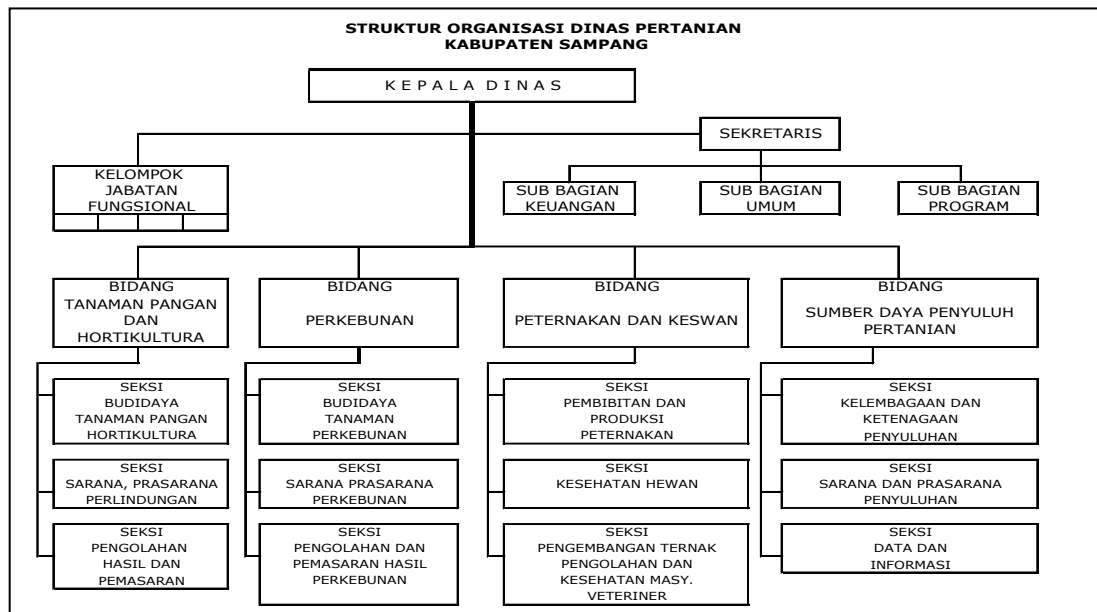 STRUKTUR ORGANISASI DINAS PERTANIAN
KABUPATEN SAMPANG
K E P A L A D I N A S
SEKRETARIS
KELOMPOK
JABATAN
FUNGSIONAL
SUB BAGIAN
KEUANGAN
SUB BAGIAN
UMUM
SUB BAGIAN
PROGRAM
BIDANG
TANAMAN PANGAN
DAN
HORTIKULTURA
BIDANG
PERKEBUNAN
BIDANG
PETERNAKAN DAN KESWAN
BIDANG
SUMBER DAYA PENYULUH
PERTANIAN
SEKSI
BUDIDAYA
TANAMAN PANGAN
HORTIKULTURA
SEKSI
BUDIDAYA
TANAMAN
PERKEBUNAN
SEKSI
PEMBIBITAN DAN
PRODUKSI
PETERNAKAN
SEKSI
KELEMBAGAAN DAN
KETENAGAAN
PENYULUHAN
SEKSI
SARANA, PRASARANA
PERLINDUNGAN
SEKSI
SARANA PRASARANA
PERKEBUNAN
SEKSI
KESEHATAN HEWAN
SEKSI
SARANA DAN PRASARANA
PENYULUHAN
SEKSI
PENGOLAHAN
HASIL DAN
PEMASARAN
SEKSI
PENGOLAHAN DAN
PEMASARAN HASIL
PERKEBUNAN
SEKSI
PENGEMBANGAN TERNAK
PENGOLAHAN DAN
KESEHATAN MASY.
VETERINER
SEKSI
DATA DAN
INFORMASI